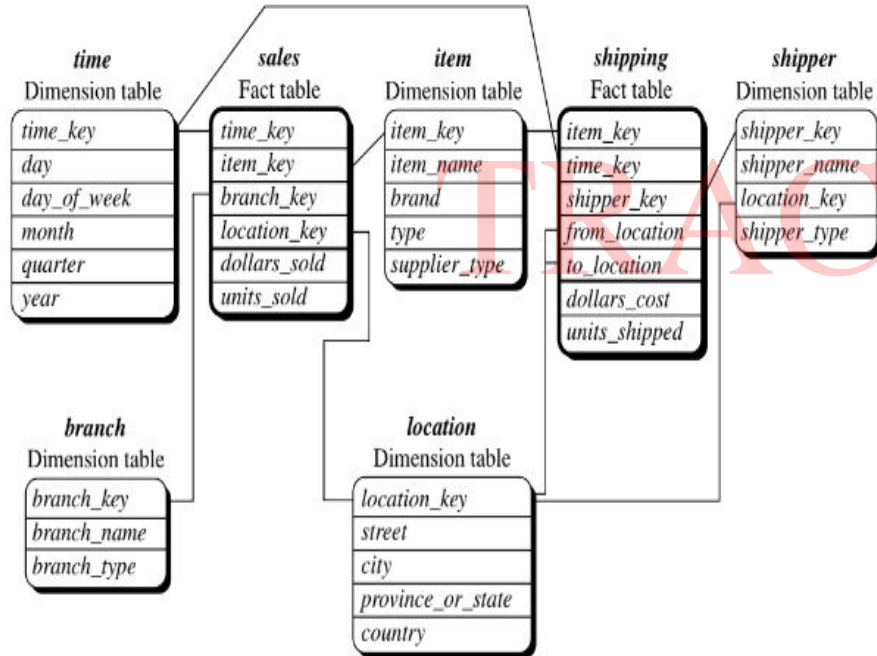 time
Dimension table
time_key
day
day_of_week
month
quarter
year
sales
Fact table
time_key
item_key
branch_key
location_key
dollars_sold
units_sold
item
Dimension table
item_key
item_name
brand
type
supplier_type
shipping
Fact table
item_key
time_key
shipper_key
from_location
to_location
dollars_cost
units_shipped
shipper
Dimension table
shipper_key
shipper_name
location_key
shipper_type
TRAC
branch
Dimension table
branch_key
branch_name
branch_type
location
Dimension table
location_key
street
city
province_or_state
country